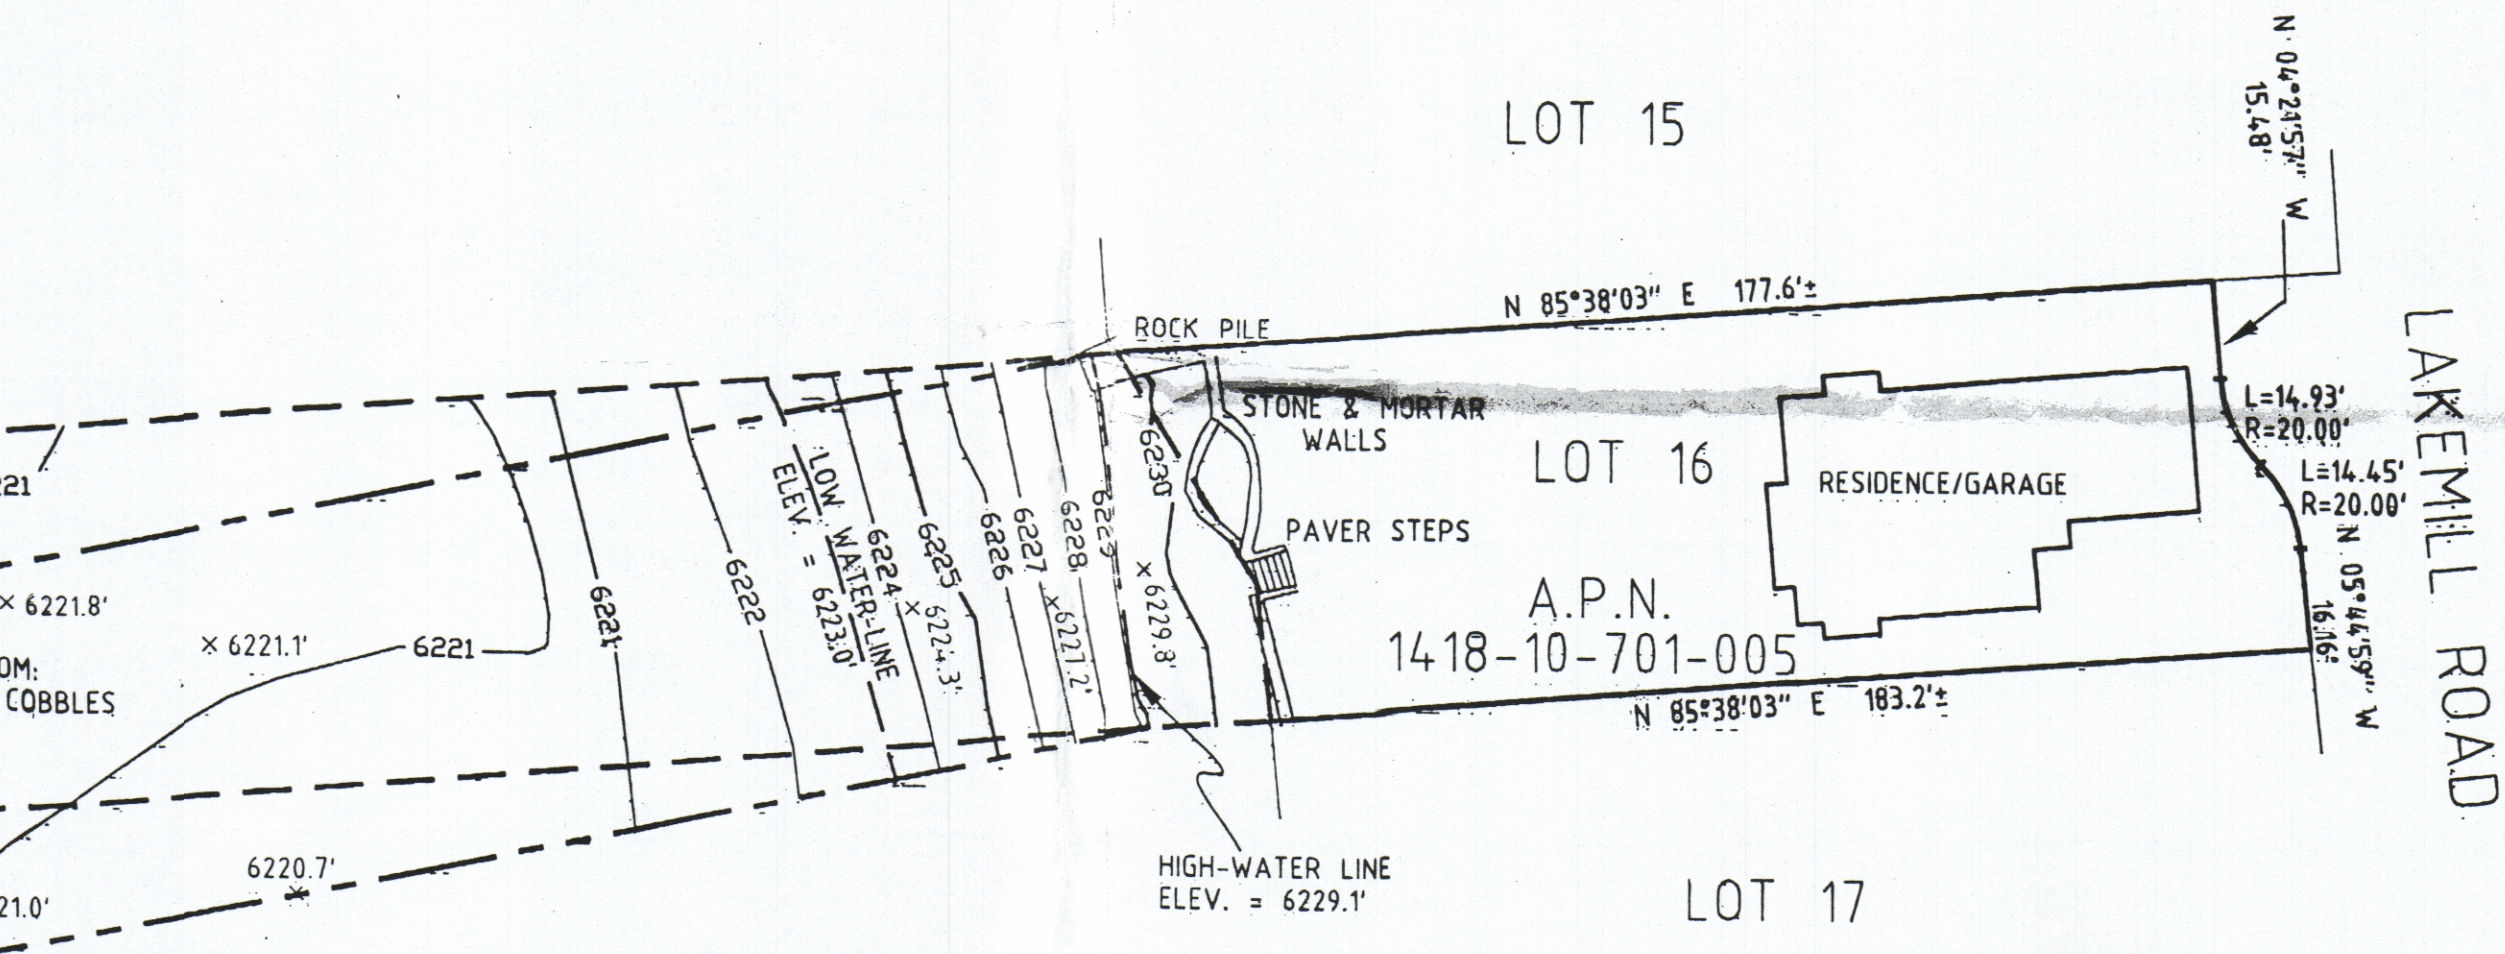 N 04°21'57" W
15.48'
LOT 15
N 85°38'03" E 177.6'±
ROCK PILE
STONE & MORTAR
WALLS
LOT 16
RESIDENCE/GARAGE
L=14.93'
R=20.00'
L=14.45'
R=20.00'
LAKEMILL ROAD
PAVER STEPS
A.P.N.
1418-10-701-005
N 05°44'59" W
16.16'
N 85°38'03" E 183.2'±
6230
× 6229.8'
6229
6228
× 6227.2'
6227
6226
6225
× 6224.3'
6224
LOW WATER-LINE
ELEV. = 6223.0'
6222
6221
6221
221
× 6221.8'
× 6221.1'
OM:
COBBLES
6220.7'
×
21.0'
HIGH-WATER LINE
ELEV. = 6229.1'
LOT 17